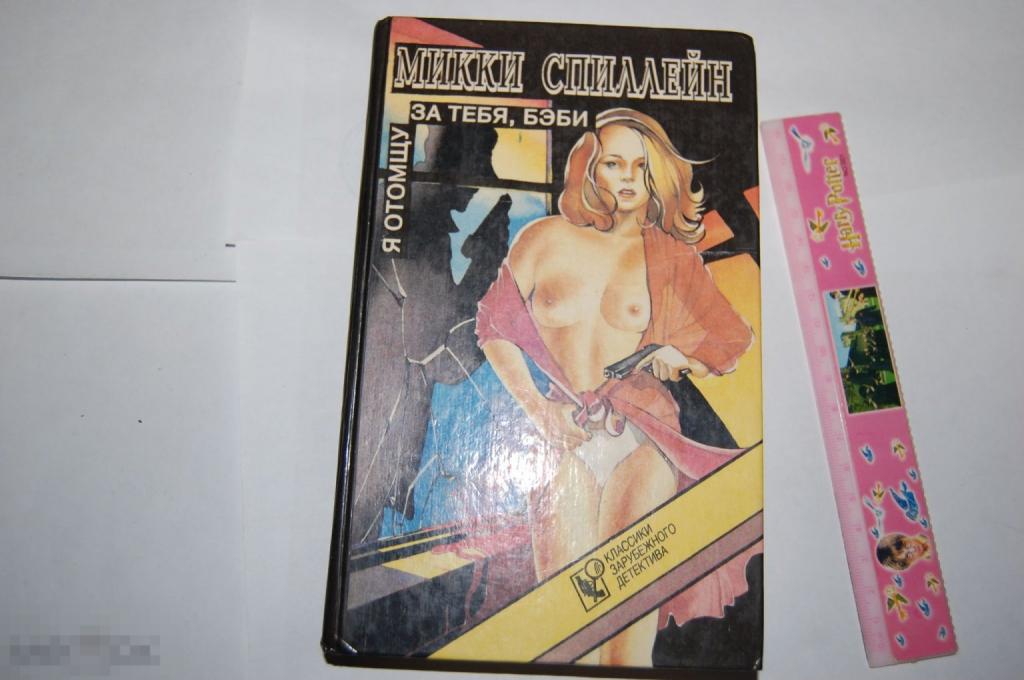 МИККИ СПИЛЛЕЙН
Я ОТОМЩУ
ЗА ТЕБЯ, БЭБИ
КЛАССИКИ
ЗАРУБЕЖНОГО
ДЕТЕКТИВА
Harry Potter